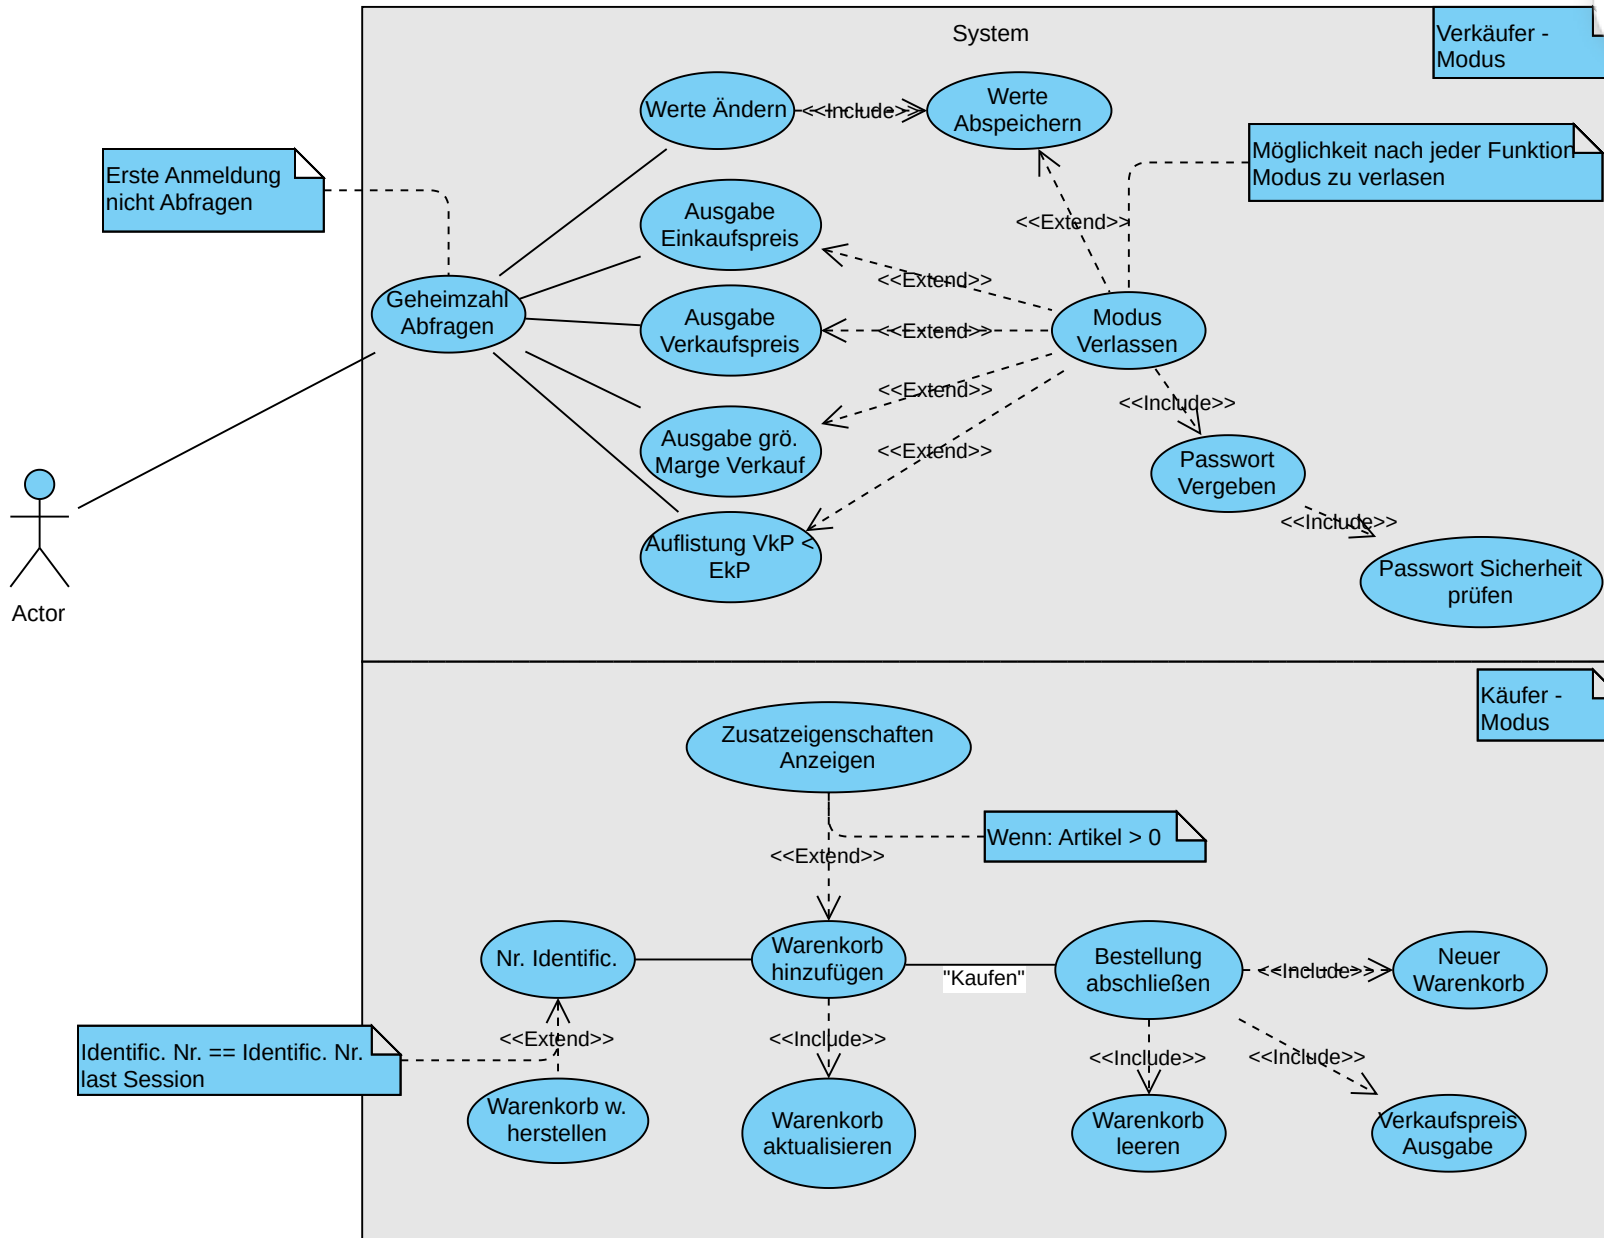 System
Verkäufer -
Modus
Werte Ändern
<<Include>>
Werte
Abspeichern
Möglichkeit nach jeder Funktion
Modus zu verlasen
Erste Anmeldung
nicht Abfragen
Ausgabe
Einkaufspreis
<<Extend>>
<<Extend>>
Geheimzahl
Abfragen
Ausgabe
Verkaufspreis
<<Extend>>
Modus
Verlassen
<<Extend>>
<<Include>>
Ausgabe grö.
Marge Verkauf
<<Extend>>
Passwort
Vergeben
<<Include>>
Auflistung VkP <
EkP
Passwort Sicherheit
prüfen
Actor
Käufer -
Modus
Zusatzeigenschaften
Anzeigen
Wenn: Artikel > 0
<<Extend>>
Nr. Identific.
Warenkorb
hinzufügen
"Kaufen"
Bestellung
abschließen
<<Include>>
Neuer
Warenkorb
Identific. Nr. == Identific. Nr.
last Session
<<Extend>>
<<Include>>
<<Include>>
<<Include>>
Warenkorb w.
herstellen
Warenkorb
aktualisieren
Warenkorb
leeren
Verkaufspreis
Ausgabe